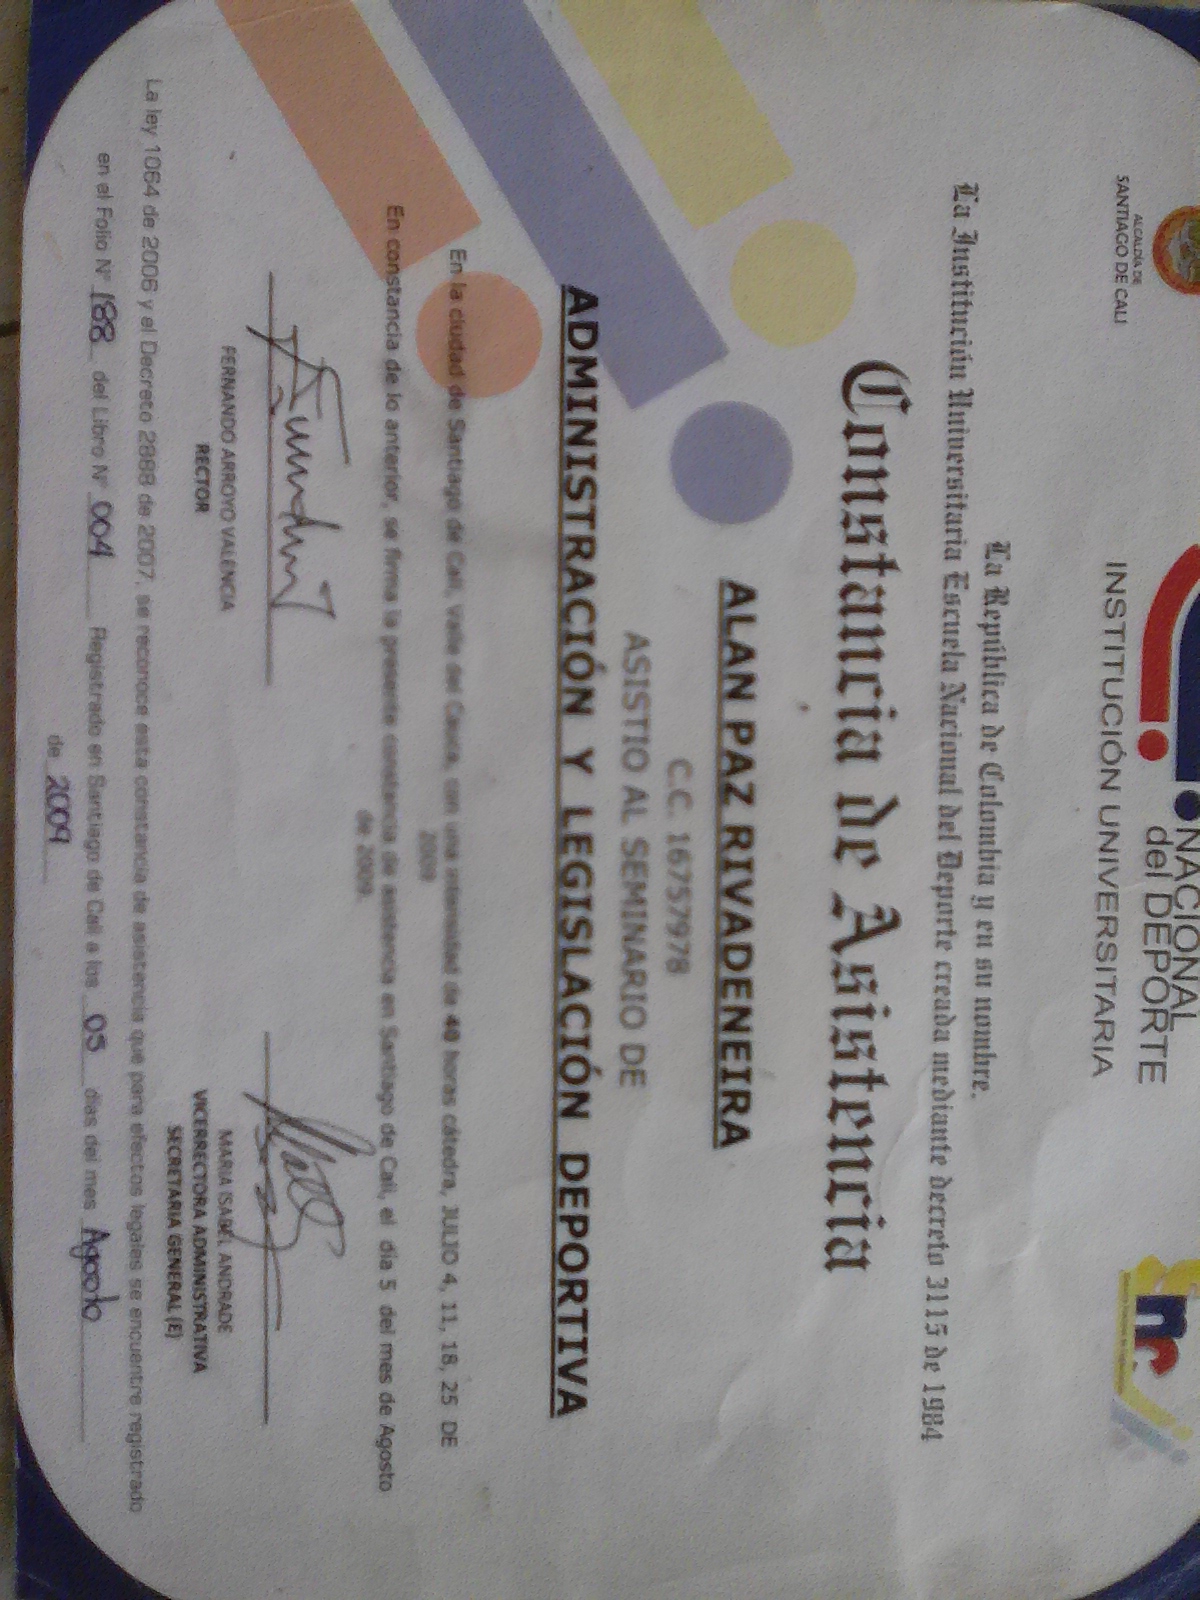 ALCALDÍA DE
SANTIAGO DE CALI
NACIONAL
del DEPORTE
INSTITUCIÓN UNIVERSITARIA
La República de Colombia y en su nombre.
La Institución Universitaria Escuela Nacional del Deporte creada mediante decreto 3115 de 1984
Constancia de Asistencia
ALAN PAZ RIVADENEIRA
C.C. 16757978
ASISTIO AL SEMINARIO DE
ADMINISTRACIÓN Y LEGISLACIÓN DEPORTIVA
En la ciudad de Santiago de Cali, valle del Cauca, con una intensidad de 40 horas cátedra, JULIO 4, 11, 18, 25 DE
2009
En constancia de lo anterior, se firma la presente constancia de asistencia en Santiago de Cali, el día 5 del mes de Agosto
de 2009.
FERNANDO ARROYO VALENCIA
RECTOR
MARIA ISABEL ANDRADE
VICERRECTORA ADMINISTRATIVA
SECRETARIA GENERAL (E)
La ley 1064 de 2006 y el Decreto 2888 de 2007, se reconoce esta constancia de asistencia que para efectos legales se encuentre registrado
en el Folio N° 188 del Libro N° 004 Registrado en Santiago de Cali a los 05 días del mes Agosto
de 2009